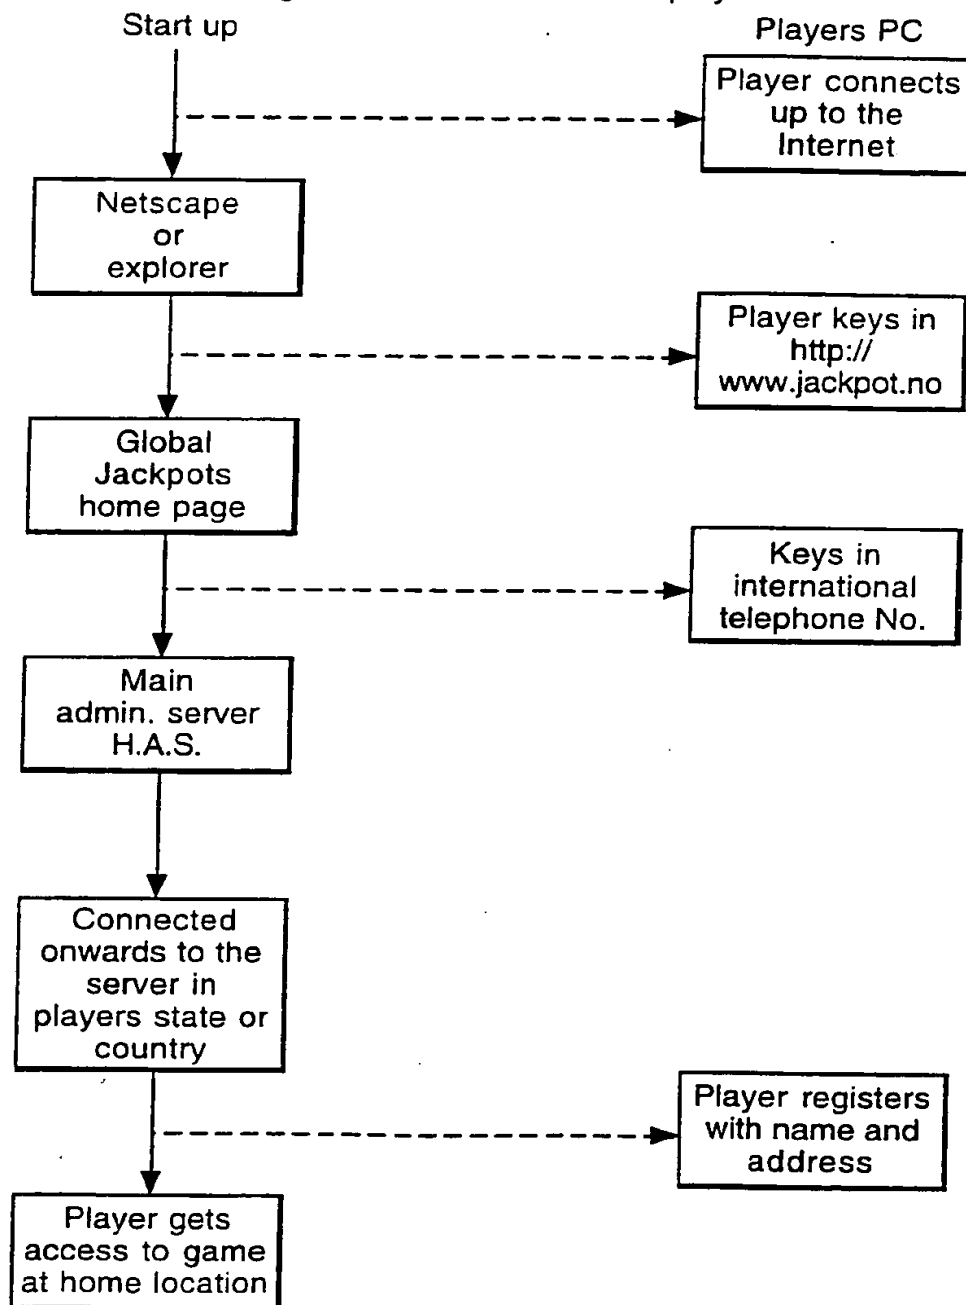 Start up
Players PC
Player connects
up to the
Internet
Netscape
or
explorer
Player keys in
http://
www.jackpot.no
Global
Jackpots
home page
Keys in
international
telephone No.
Main
admin. server
H.A.S.
Connected
onwards to the
server in
players state or
country
Player registers
with name and
address
Player gets
access to game
at home location